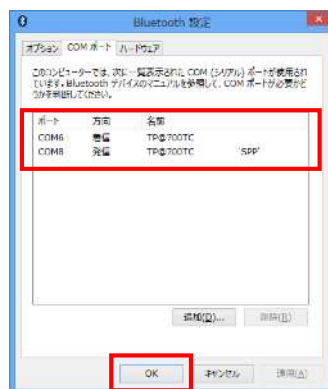 Bluetooth 設定
オプション COM ポート ハードウェア
このコンピューターでは、次に一覧表示された COM (シリアル) ポートが使用され
ています。Bluetooth デバイスのマニュアルを参照して、COM ポートが必要かど
うかを判断してください。
ポート 方向 名前
COM6 着信 TP@700TC
COM8 発信 TP@700TC 'SPP'
追加(D)... 削除(R)
OK キャンセル 適用(A)